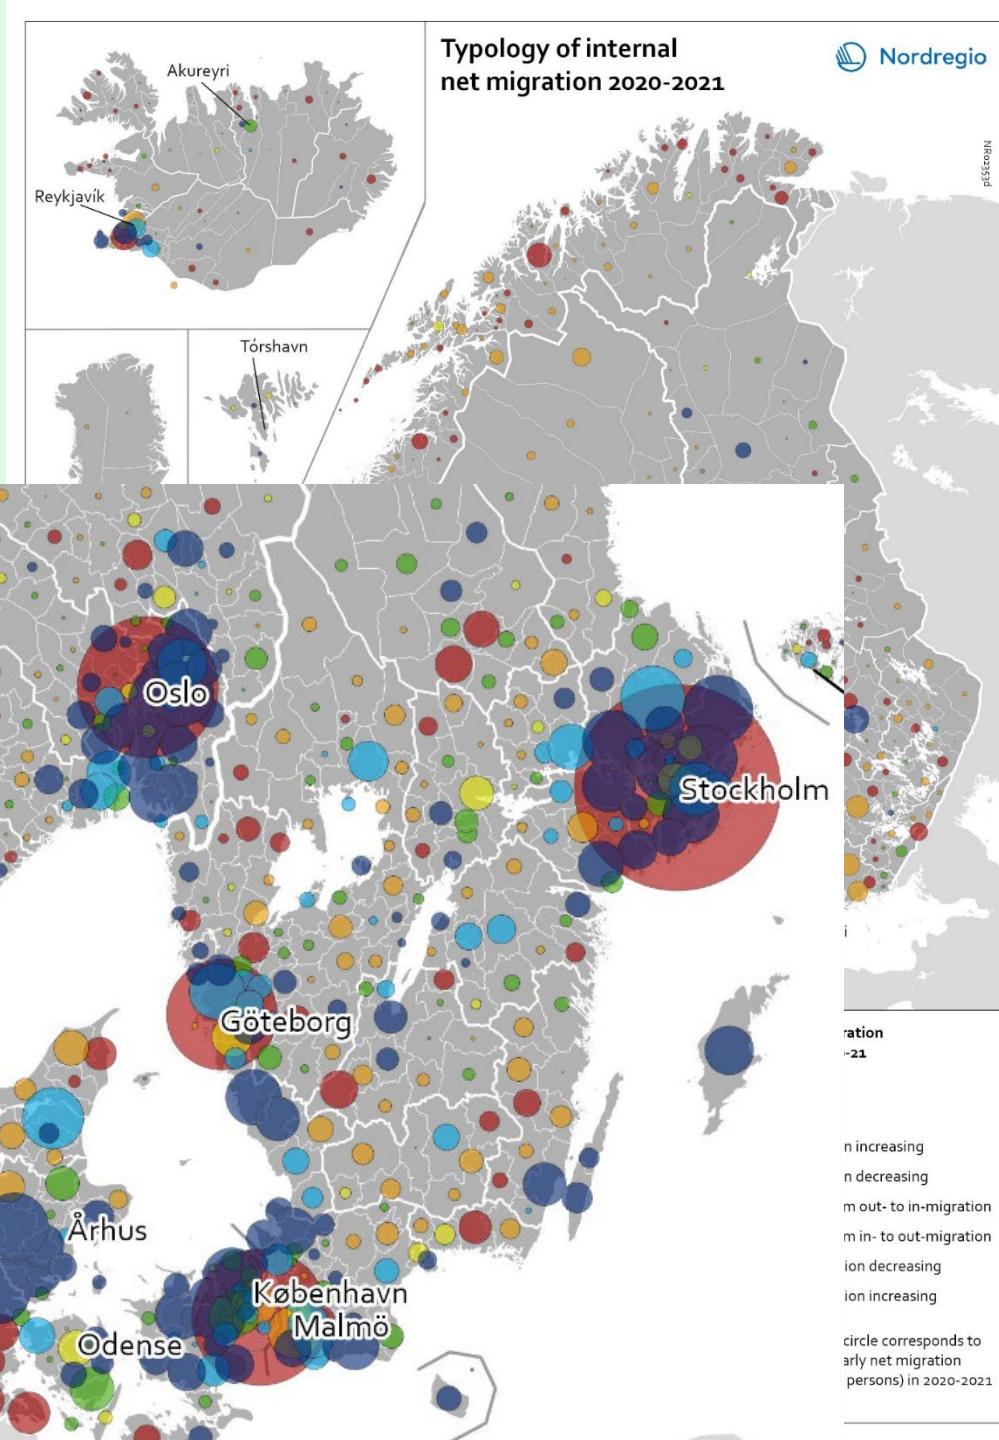 Typology of internal
net migration 2020-2021
Nordregio
NR02353d
Akureyri
Reykjavík
Tórshavn
Oslo
Stockholm
Göteborg
Århus
København
Malmö
Odense
i
ration
-21
n increasing
n decreasing
m out- to in-migration
m in- to out-migration
ion decreasing
ion increasing
circle corresponds to
arly net migration
persons) in 2020-2021